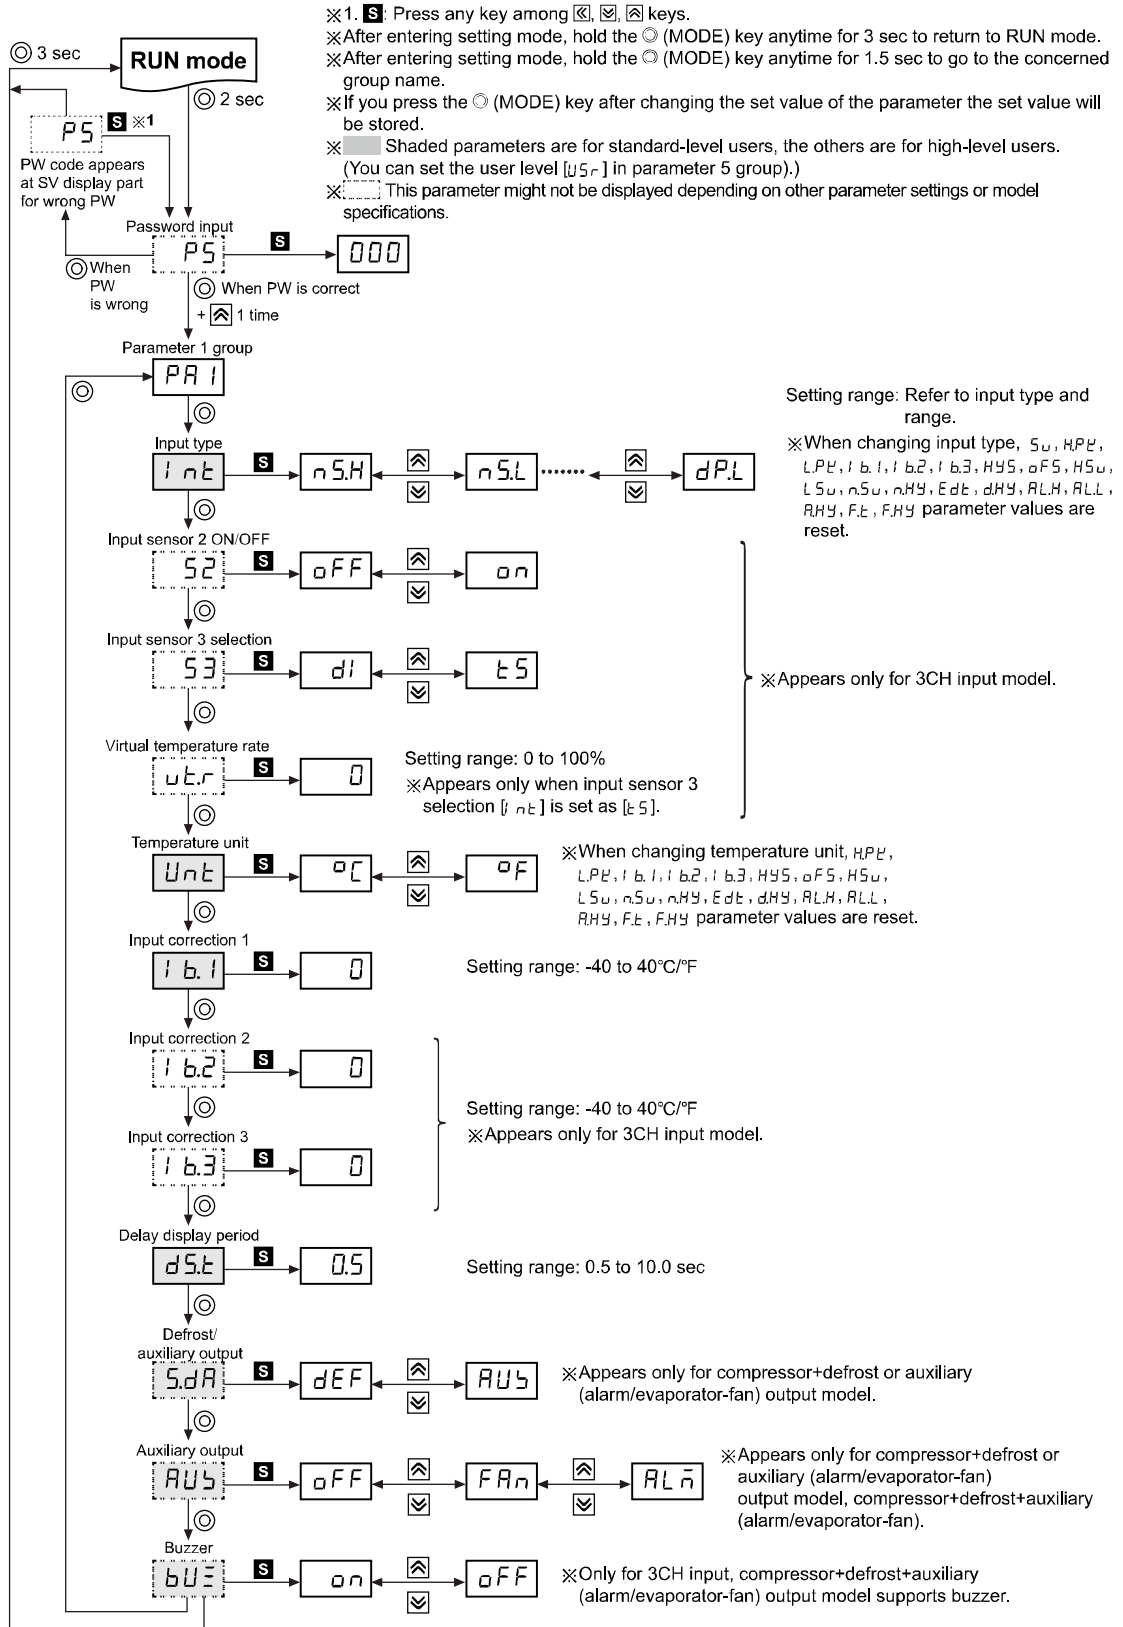 ※1. S: Press any key among ≪, ≫, ≪ keys.
※After entering setting mode, hold the ◎ (MODE) key anytime for 3 sec to return to RUN mode.
※After entering setting mode, hold the ◎ (MODE) key anytime for 1.5 sec to go to the concerned
group name.
※If you press the ◎ (MODE) key after changing the set value of the parameter the set value will
be stored.
※ Shaded parameters are for standard-level users, the others are for high-level users.
(You can set the user level [USr] in parameter 5 group).)
※ This parameter might not be displayed depending on other parameter settings or model
specifications.
◎ 3 sec
RUN mode
◎ 2 sec
PS
S ※1
PW code appears
at SV display part
for wrong PW
Password input
PS
S
000
◎ When
PW
is wrong
◎ When PW is correct
+ 1 time
Parameter 1 group
PA1
◎
◎
Input type
Int
S
nS.H
nS.L
dP.L
Setting range: Refer to input type and
range.
※When changing input type, Sv, H.PV,
L.PV, Ib.1, Ib.2, Ib.3, HYS, oFS, HSv,
LSv, n.Sv, n.HY, Edt, d.HY, AL.H, AL.L,
A.HY, F.t, F.HY parameter values are
reset.
◎
Input sensor 2 ON/OFF
S2
S
oFF
on
◎
Input sensor 3 selection
S3
S
dI
tS
※Appears only for 3CH input model.
◎
Virtual temperature rate
vt.r
S
0
Setting range: 0 to 100%
※Appears only when input sensor 3
selection [Int] is set as [tS].
◎
Temperature unit
Unt
S
°C
°F
※When changing temperature unit, H.PV,
L.PV, Ib.1, Ib.2, Ib.3, HYS, oFS, HSv,
LSv, n.Sv, n.HY, Edt, d.HY, AL.H, AL.L,
A.HY, F.t, F.HY parameter values are reset.
◎
Input correction 1
Ib.1
S
0
Setting range: -40 to 40°C/°F
◎
Input correction 2
Ib.2
S
0
◎
Setting range: -40 to 40°C/°F
※Appears only for 3CH input model.
Input correction 3
Ib.3
S
0
◎
Delay display period
dS.t
S
0.5
Setting range: 0.5 to 10.0 sec
◎
Defrost/
auxiliary output
S.dA
S
dEF
AUS
※Appears only for compressor+defrost or auxiliary
(alarm/evaporator-fan) output model.
◎
Auxiliary output
AUS
S
oFF
FAn
ALM
※Appears only for compressor+defrost or
auxiliary (alarm/evaporator-fan)
output model, compressor+defrost+auxiliary
(alarm/evaporator-fan).
◎
Buzzer
bUZ
S
on
oFF
※Only for 3CH input, compressor+defrost+auxiliary
(alarm/evaporator-fan) output model supports buzzer.